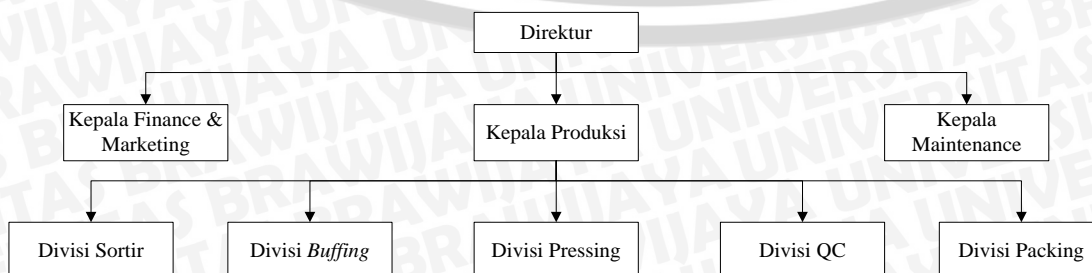 Direktur
Kepala Finance &
Marketing
Kepala Produksi
Kepala
Maintenance
Divisi Sortir
Divisi Buffing
Divisi Pressing
Divisi QC
Divisi Packing